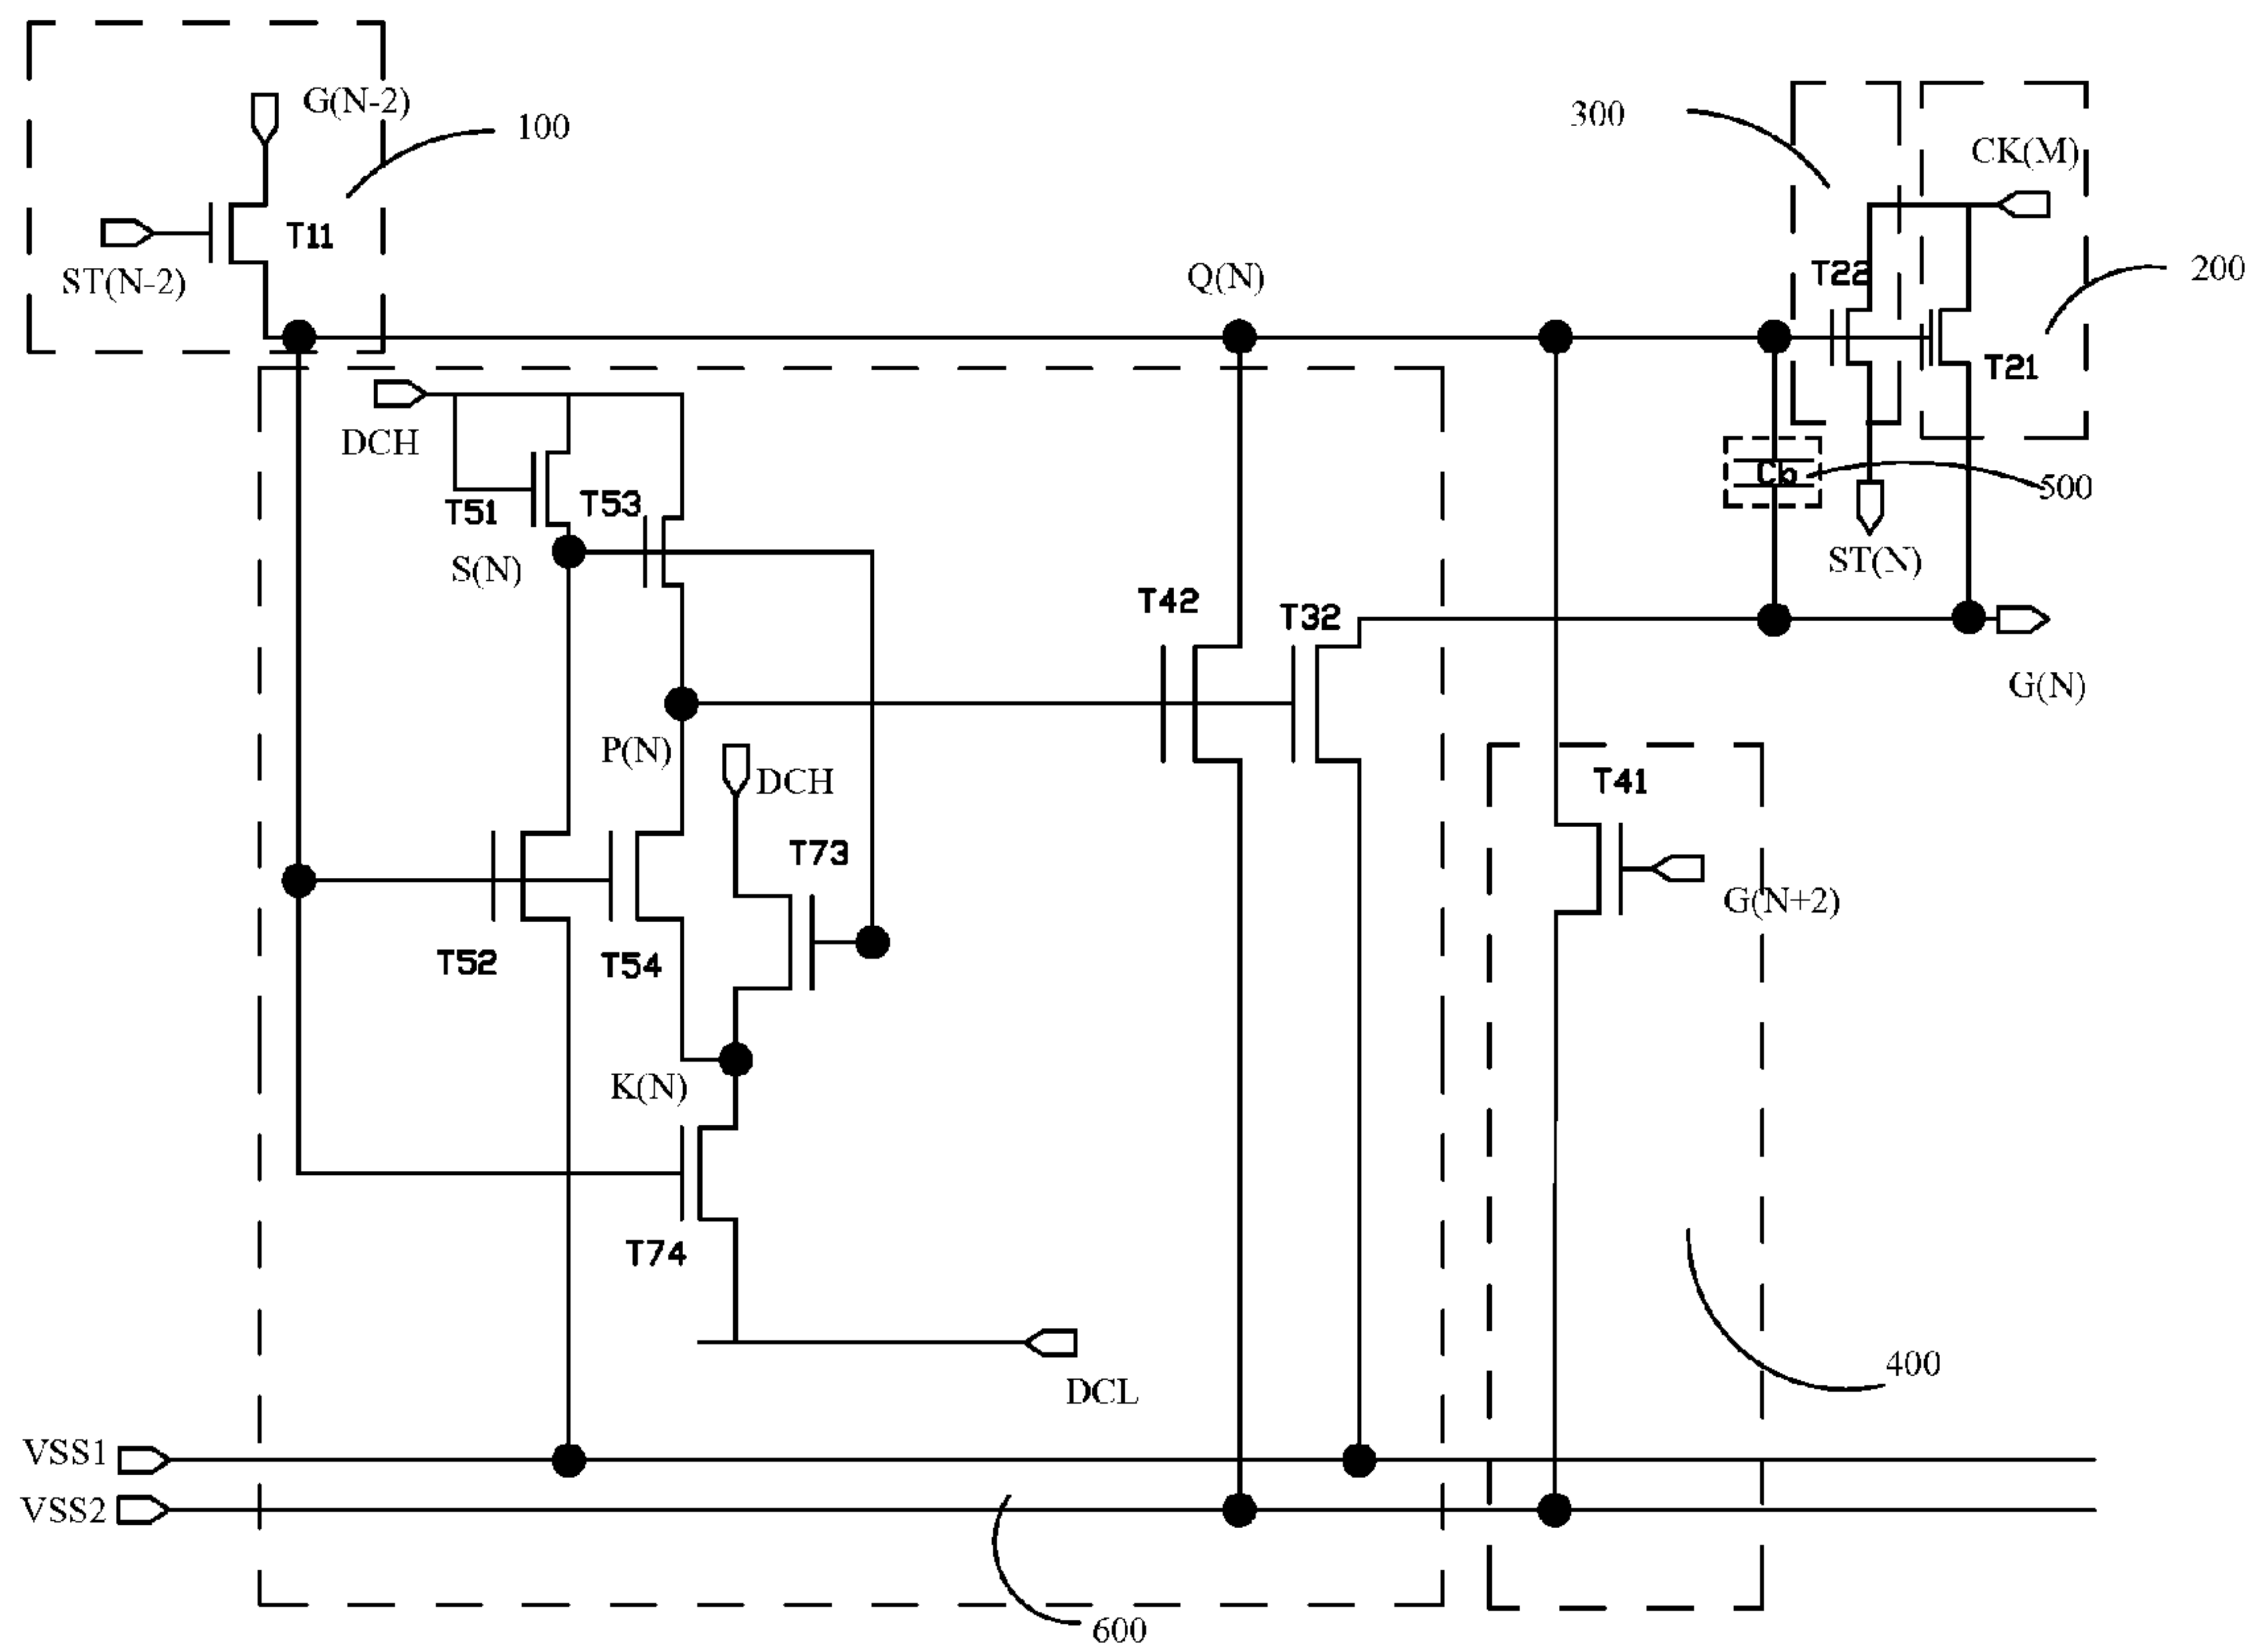 G(N-2)
100
300
CK(M)
T11
ST(N-2)
Q(N)
T22
200
T21
DCH
Cb
T51
T53
500
S(N)
ST(N)
T42
T32
G(N)
P(N)
DCH
T41
T73
G(N+2)
T52
T54
K(N)
T74
400
DCL
VSS1
VSS2
600